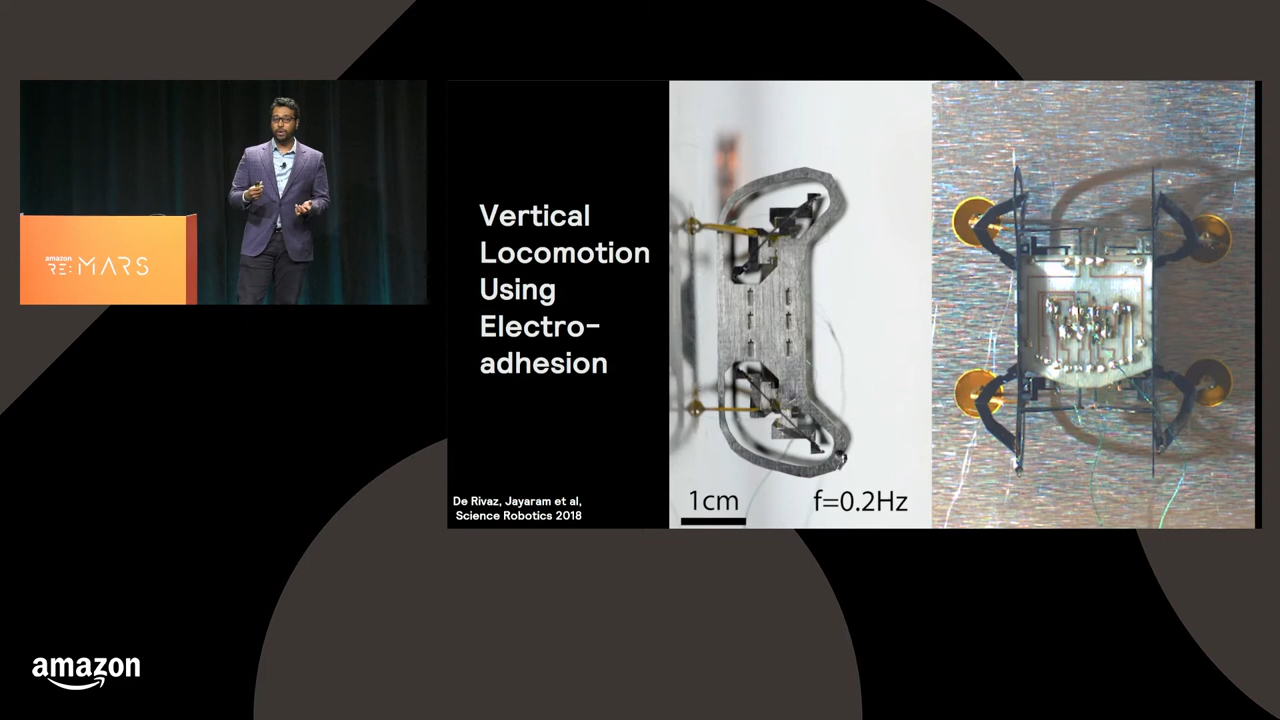 amazon
RE:MARS
Vertical
Locomotion
Using
Electro-
adhesion
De Rivaz, Jayaram et al,
Science Robotics 2018
1cm
f=0.2Hz
amazon